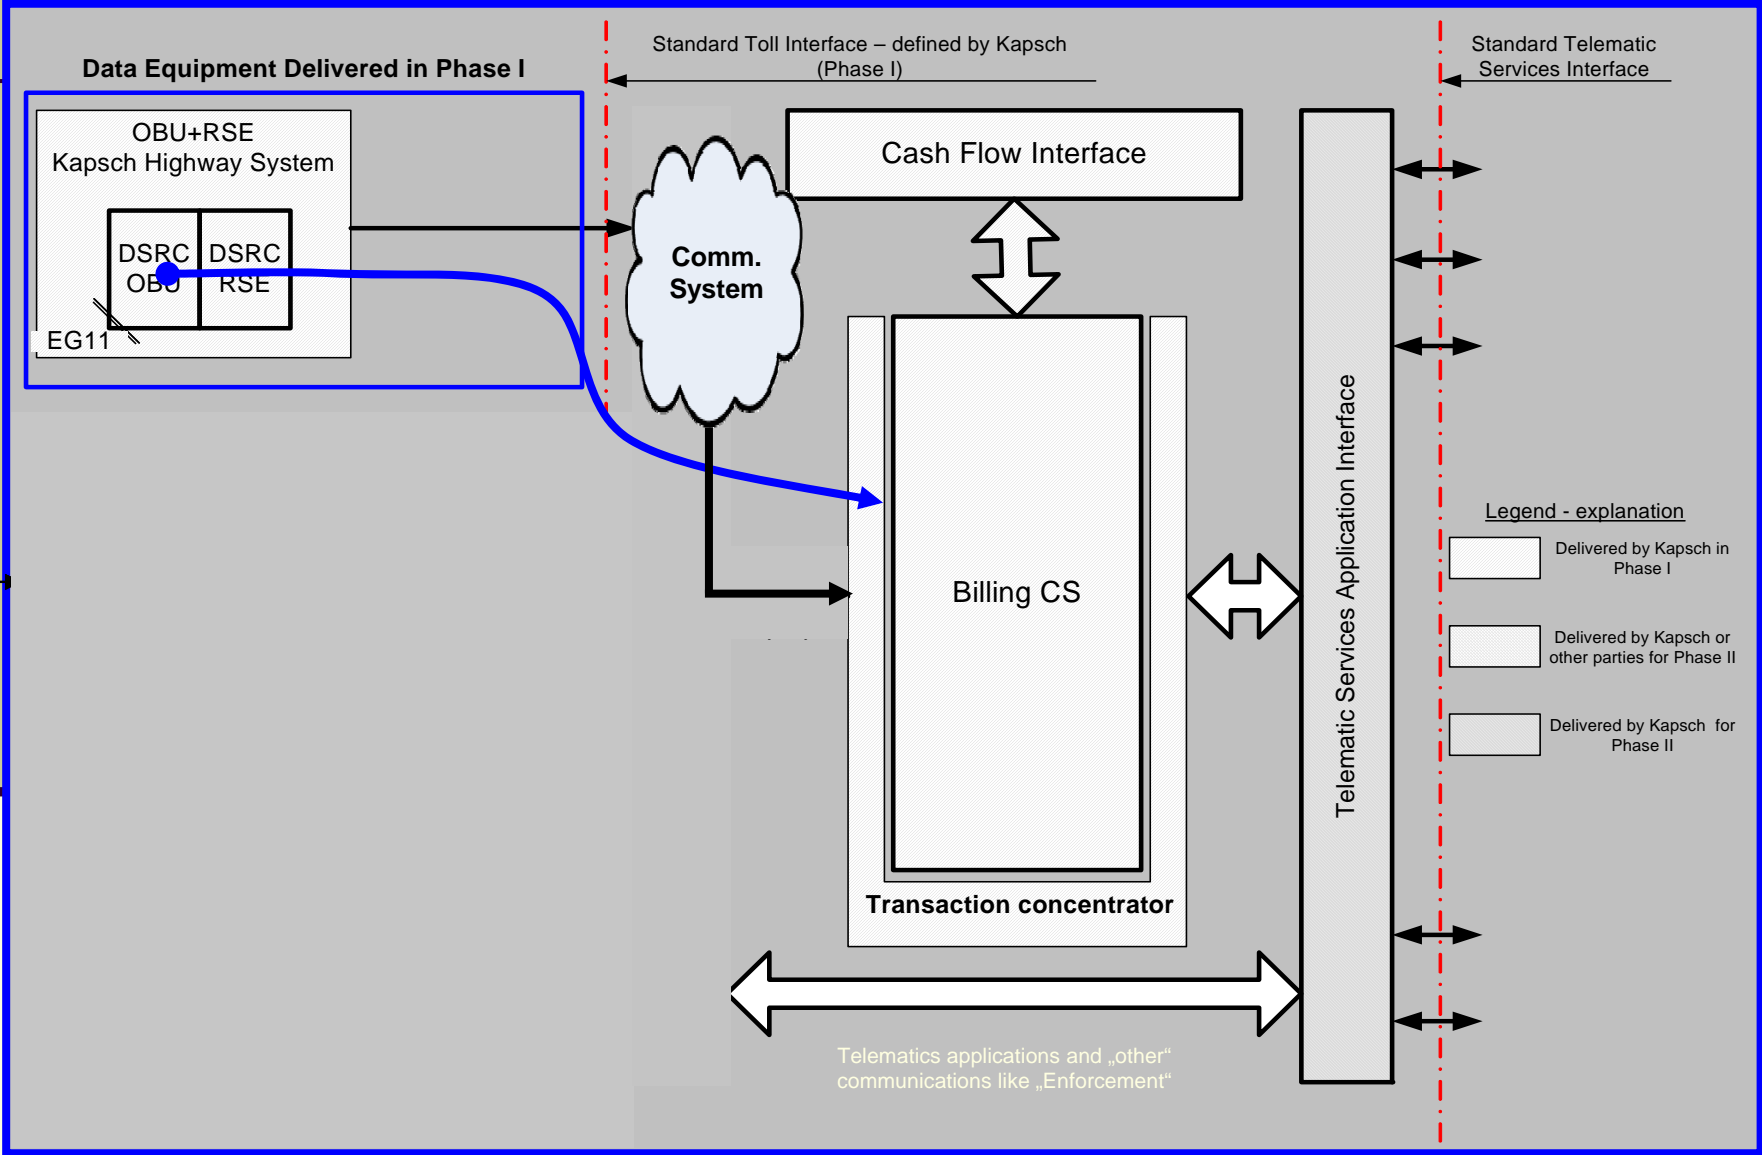 Standard Toll Interface – defined by Kapsch
(Phase I)
Standard Telematic
Services Interface
Data Equipment Delivered in Phase I
OBU+RSE
Kapsch Highway System
DSRC
OBU
DSRC
RSE
EG11
Comm.
System
Cash Flow Interface
Billing CS
Transaction concentrator
Telematic Services Application Interface
Legend - explanation
Delivered by Kapsch in
Phase I
Delivered by Kapsch or
other parties for Phase II
Delivered by Kapsch for
Phase II
Telematics applications and „other“
communications like „Enforcement“